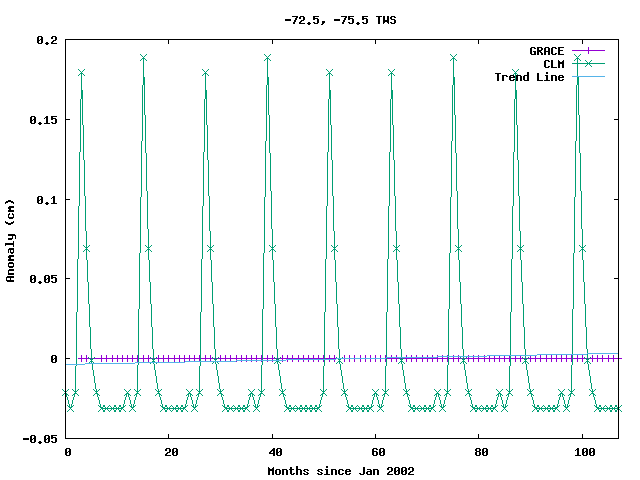 -72.5, -75.5 TWS
GRACE
CLM
Trend Line
0.2
0.15
0.1
0.05
0
-0.05
Anomaly (cm)
0 20 40 60 80 100
Months since Jan 2002